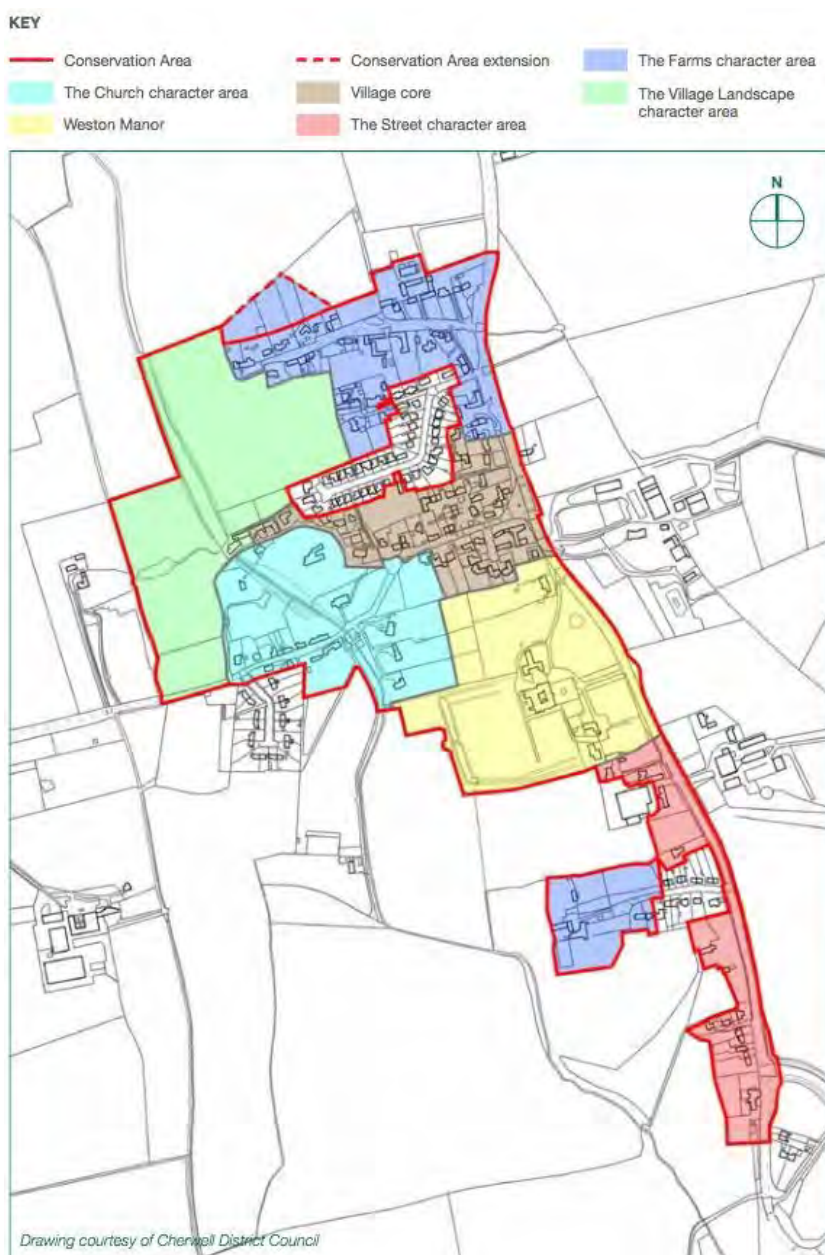 KEY
Conservation Area
Conservation Area extension
The Farms character area
The Church character area
Village core
The Village Landscape
character area
Weston Manor
The Street character area
N
Drawing courtesy of Cherwell District Council